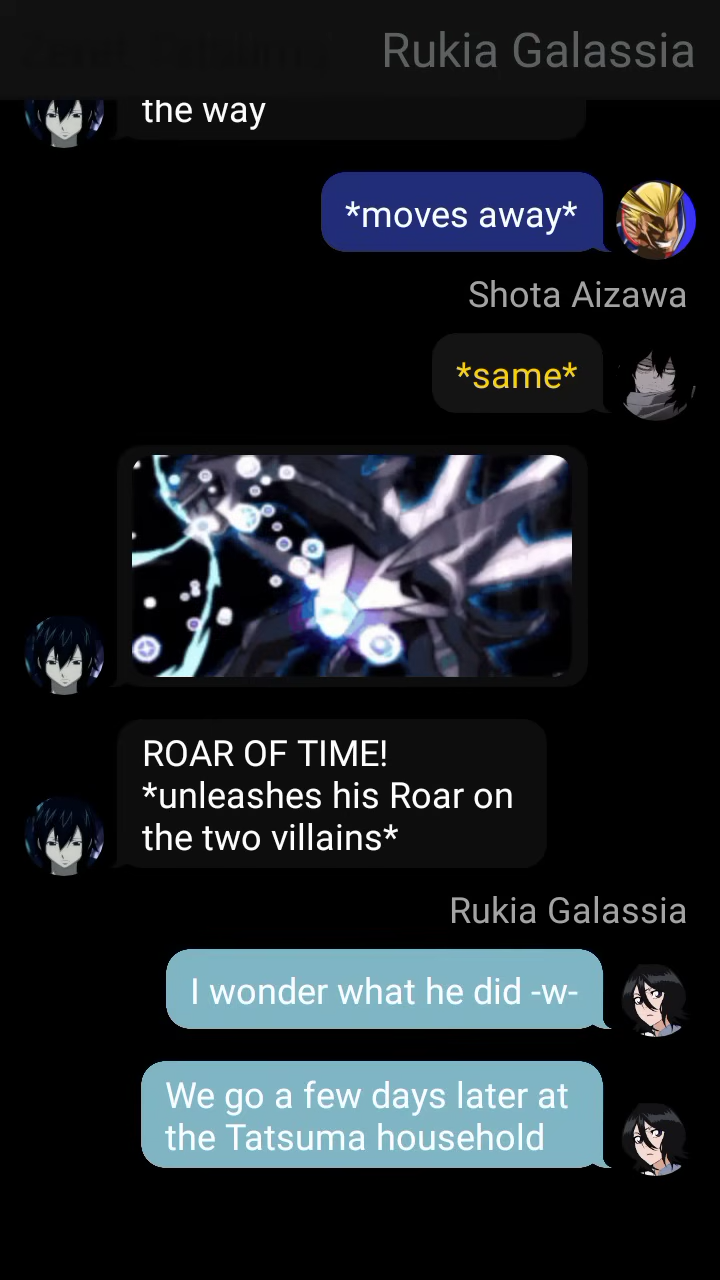 Rukia Galassia
the way
*moves away*
Shota Aizawa
*same*
ROAR OF TIME!
*unleashes his Roar on
the two villains*
Rukia Galassia
I wonder what he did -w-
We go a few days later at
the Tatsuma household